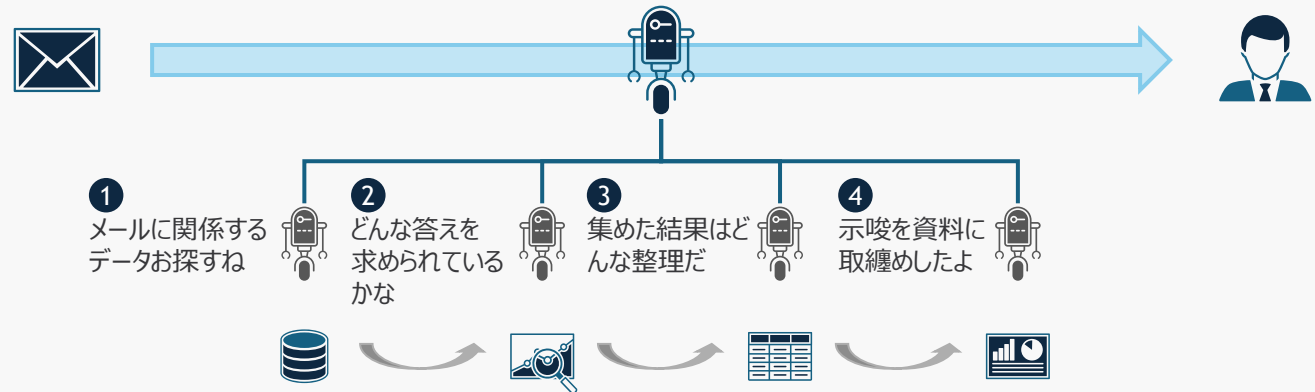 1
メールに関係する
データお探すね
2
どんな答えを
求められている
かな
3
集めた結果はど
んな整理だ
4
示唆を資料に
取纏めしたよ